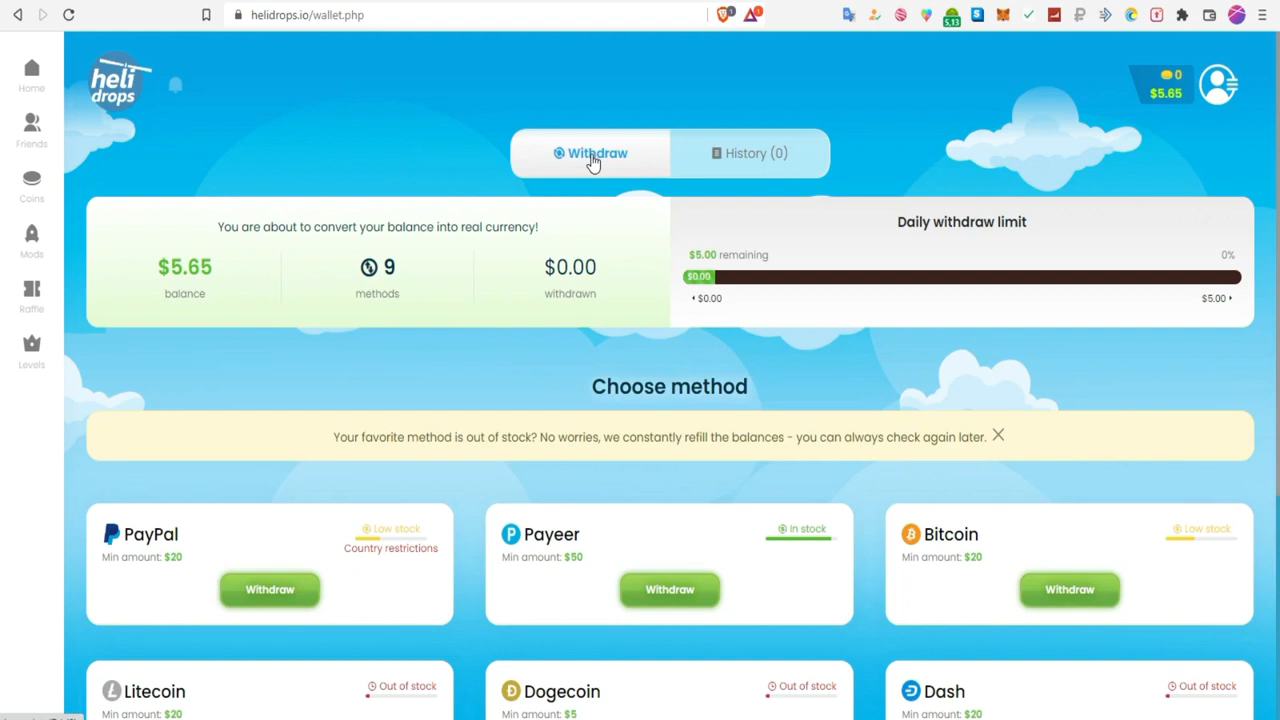 helidrops.io/wallet.php
1
5,13
Home
Friends
Coins
Mods
Raffle
Levels
heli
drops
0
$5.65
Withdraw
History (0)
You are about to convert your balance into real currency!
$5.65
balance
9
methods
$0.00
withdrawn
Daily withdraw limit
$5.00 remaining
0%
$0.00
$0.00
$5.00
Choose method
Your favorite method is out of stock? No worries, we constantly refill the balances - you can always check again later.
PayPal
Low stock
Country restrictions
Min amount: $20
Withdraw
Payeer
In stock
Min amount: $50
Withdraw
Bitcoin
Low stock
Min amount: $20
Withdraw
Litecoin
Out of stock
Min amount: $20
Dogecoin
Out of stock
Min amount: $5
Dash
Out of stock
Min amount: $20